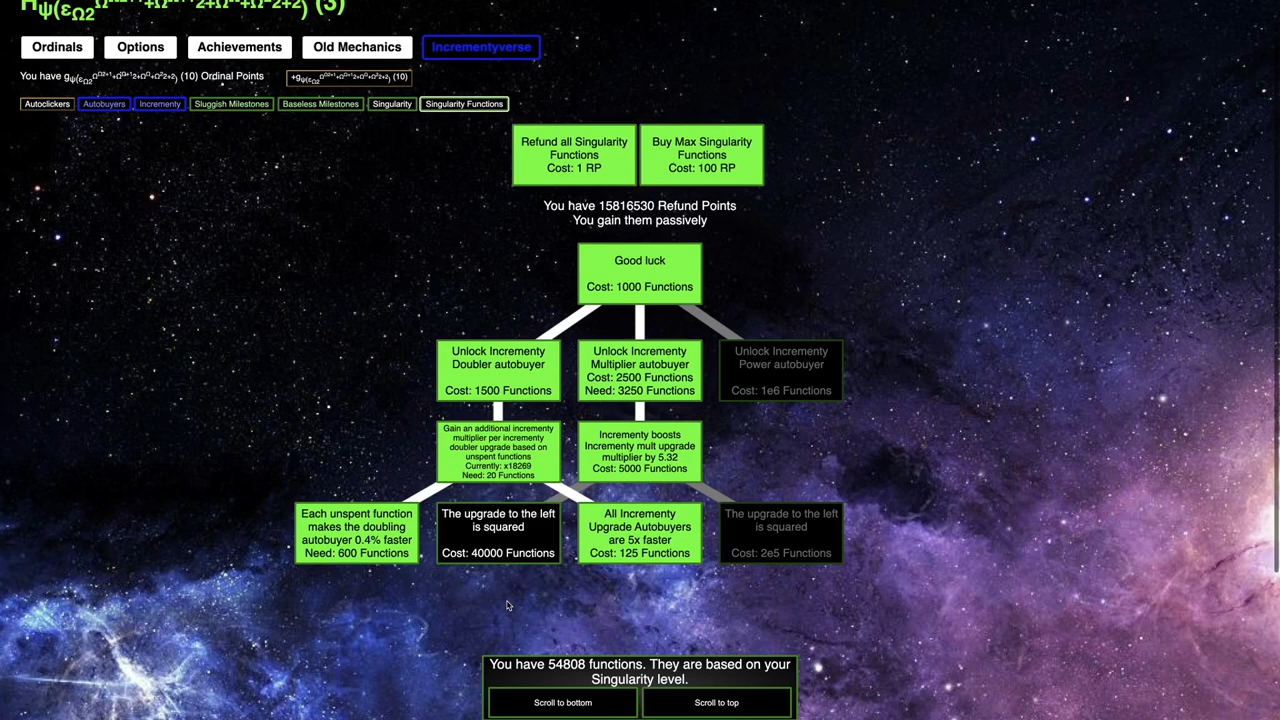 Ordinals
Options
Achievements
Old Mechanics
Incrementyverse
(10) Ordinal Points
(10)
Autoclickers
Autobuyers
Incrementy
Sluggish Milestones
Baseless Milestones
Singularity
Singularity Functions
Refund all Singularity
Functions
Cost: 1 RP
Buy Max Singularity
Functions
Cost: 100 RP
You have 15816530 Refund Points
You gain them passively
Good luck
Cost: 1000 Functions
Unlock Incrementy
Doubler autobuyer
Cost: 1500 Functions
Unlock Incrementy
Multiplier autobuyer
Cost: 2500 Functions
Need: 3250 Functions
Unlock Incrementy
Power autobuyer
Cost: 1e6 Functions
Gain an additional incrementy
multiplier per incrementy
doubler upgrade based on
unspent functions
Currently: x18269
Need: 20 Functions
Incrementy boosts
Incrementy mult upgrade
multiplier by 5.32
Cost: 5000 Functions
Each unspent function
makes the doubling
autobuyer 0.4% faster
Need: 600 Functions
The upgrade to the left
is squared
Cost: 40000 Functions
All Incrementy
Upgrade Autobuyers
are 5x faster
Cost: 125 Functions
The upgrade to the left
is squared
Cost: 2e5 Functions
You have 54808 functions. They are based on your
Singularity level.
Scroll to bottom
Scroll to top